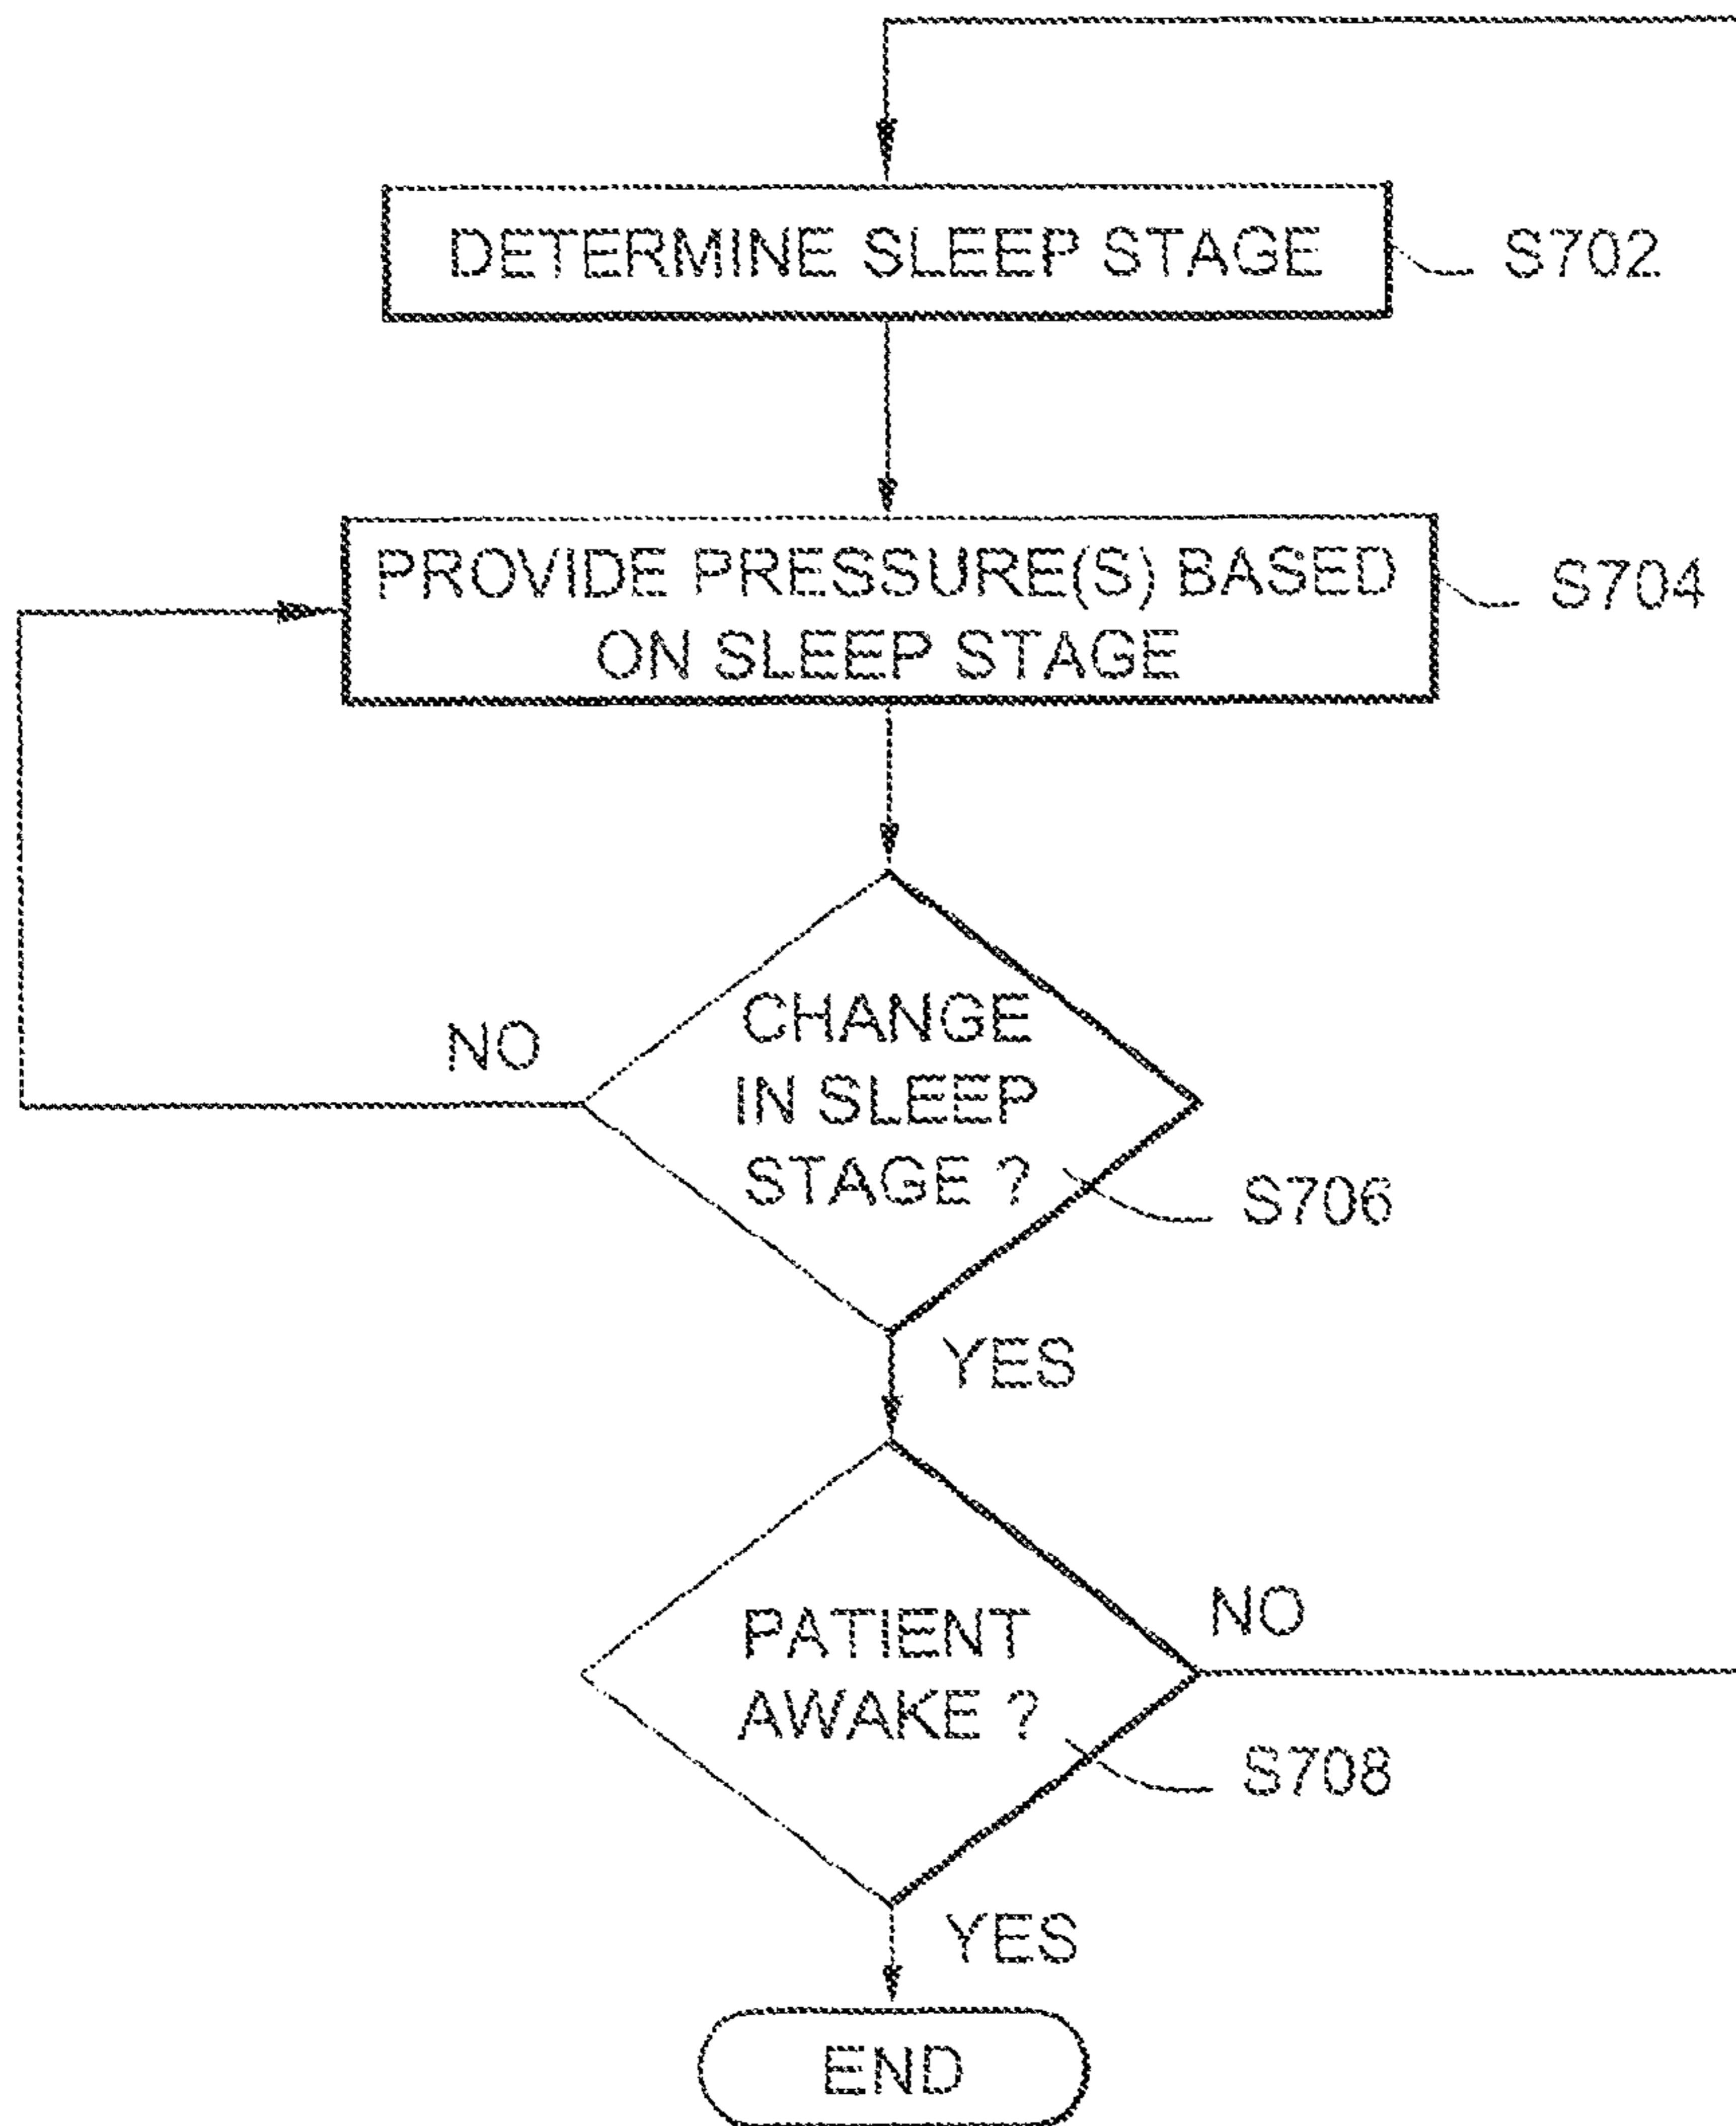 DETERMINE SLEEP STAGE
S702
PROVIDE PRESSURE(S) BASED
ON SLEEP STAGE
S704
CHANGE
IN SLEEP
STAGE ?
NO
S706
YES
PATIENT
AWAKE ?
NO
S708
YES
END